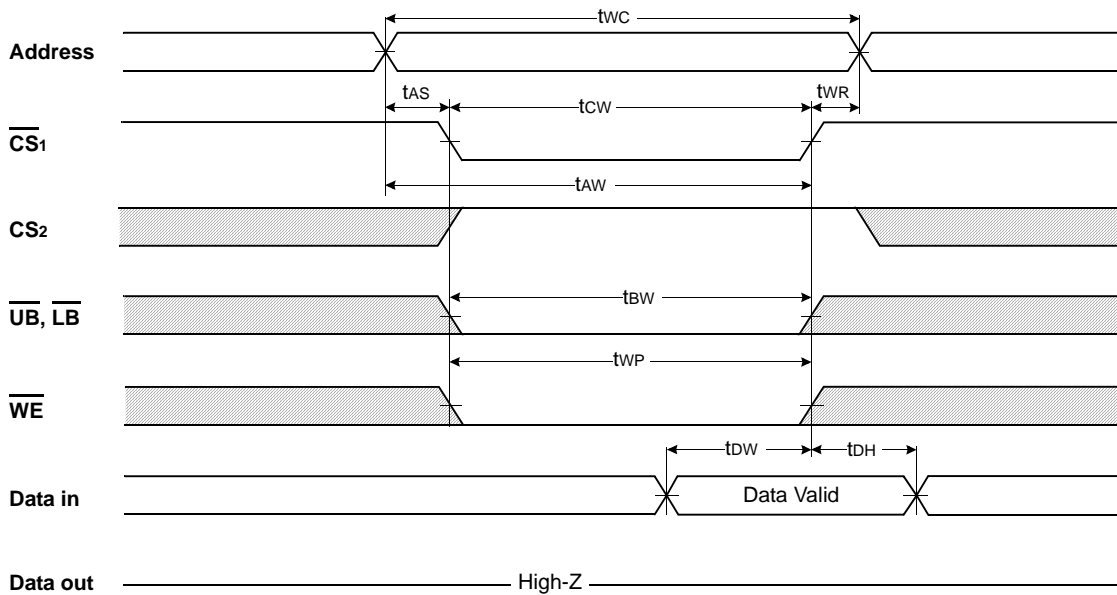 tWC
Address
tAS
tCW
tWR
CS1
tAW
CS2
tBW
UB, LB
tWP
WE
tDW
tDH
Data in
Data Valid
Data out
High-Z